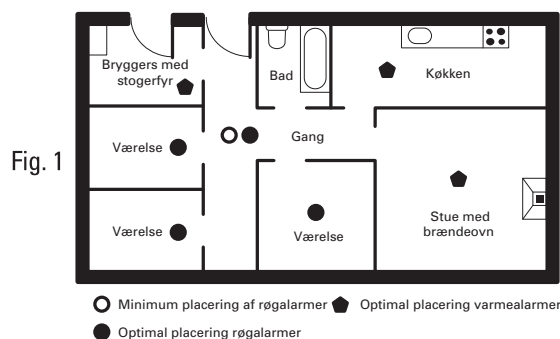 Bryggers med
stogerfyr
Bad
Køkken
Fig. 1
Værelse
Gang
Værelse
Værelse
Stue med
brændeovn
Minimum placering af røgalarmer
Optimal placering varmealarmer
Optimal placering røgalarmer